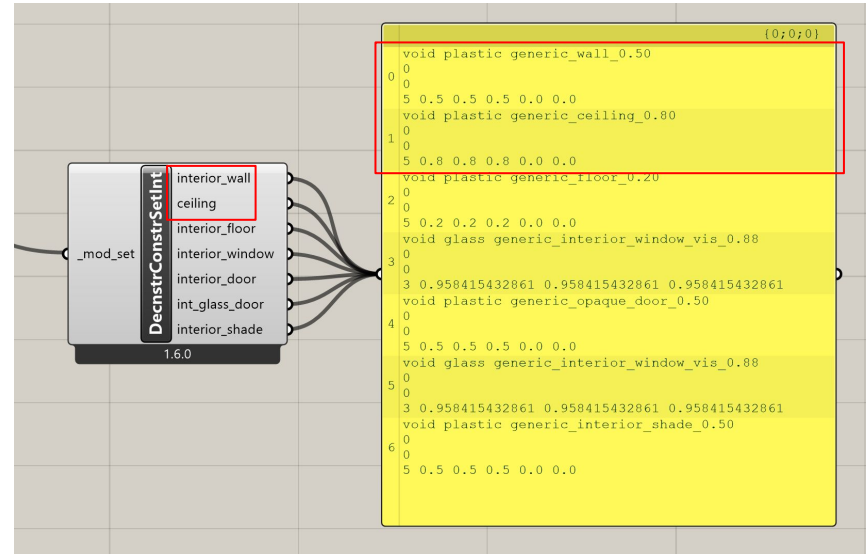 _mod_set
DecnstrConstrSetInt
interior_wall
ceiling
interior_floor
interior_window
interior_door
int_glass_door
interior_shade
1.6.0
{0;0;0}
0
void plastic generic_wall_0.50
0
0
5 0.5 0.5 0.5 0.0 0.0
1
void plastic generic_ceiling_0.80
0
0
5 0.8 0.8 0.8 0.0 0.0
2
void plastic generic_floor_0.20
0
0
5 0.2 0.2 0.2 0.0 0.0
3
void glass generic_interior_window_vis_0.88
0
0
3 0.958415432861 0.958415432861 0.958415432861
4
void plastic generic_opaque_door_0.50
0
0
5 0.5 0.5 0.5 0.0 0.0
5
void glass generic_interior_window_vis_0.88
0
0
3 0.958415432861 0.958415432861 0.958415432861
6
void plastic generic_interior_shade_0.50
0
0
5 0.5 0.5 0.5 0.0 0.0